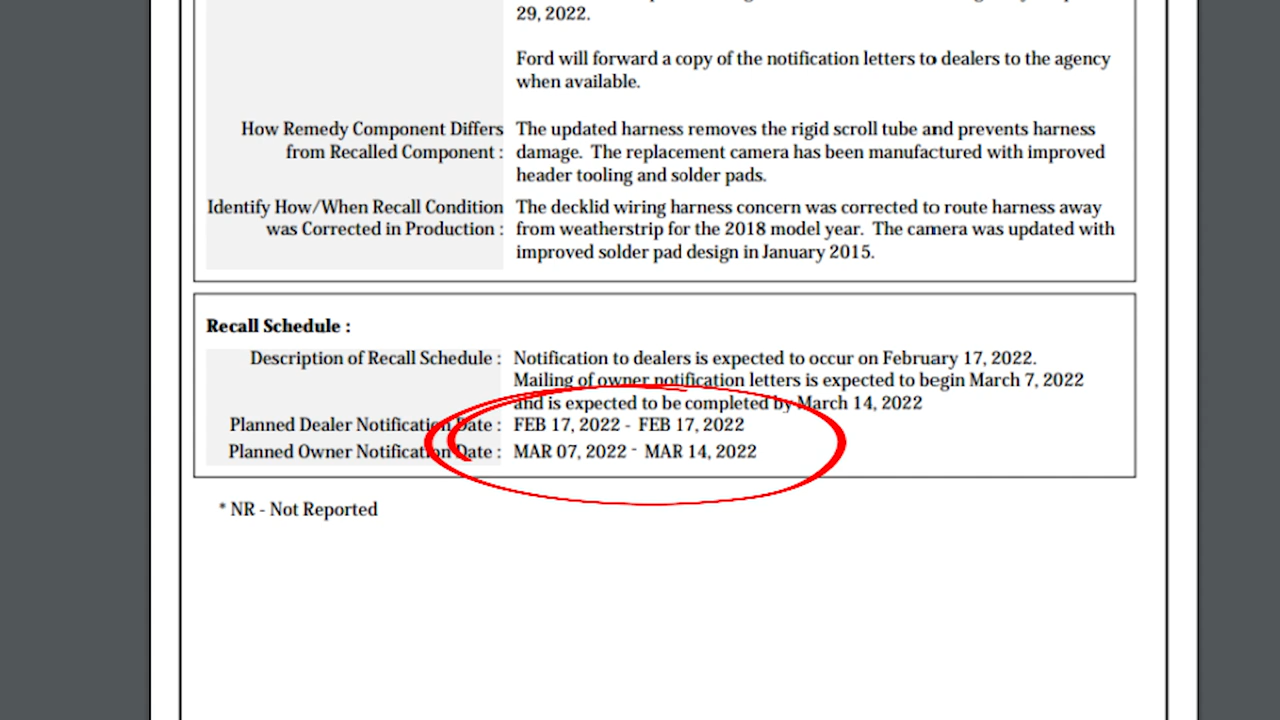 29, 2022.
Ford will forward a copy of the notification letters to dealers to the agency
when available.
How Remedy Component Differs
from Recalled Component :
The updated harness removes the rigid scroll tube and prevents harness
damage. The replacement camera has been manufactured with improved
header tooling and solder pads.
Identify How/When Recall Condition
was Corrected in Production :
The decklid wiring harness concern was corrected to route harness away
from weatherstrip for the 2018 model year. The camera was updated with
improved solder pad design in January 2015.
Recall Schedule :
Description of Recall Schedule :
Notification to dealers is expected to occur on February 17, 2022.
Mailing of owner notification letters is expected to begin March 7, 2022
and is expected to be completed by March 14, 2022
Planned Dealer Notification Date : FEB 17, 2022 - FEB 17, 2022
Planned Owner Notification Date : MAR 07, 2022 - MAR 14, 2022
* NR - Not Reported